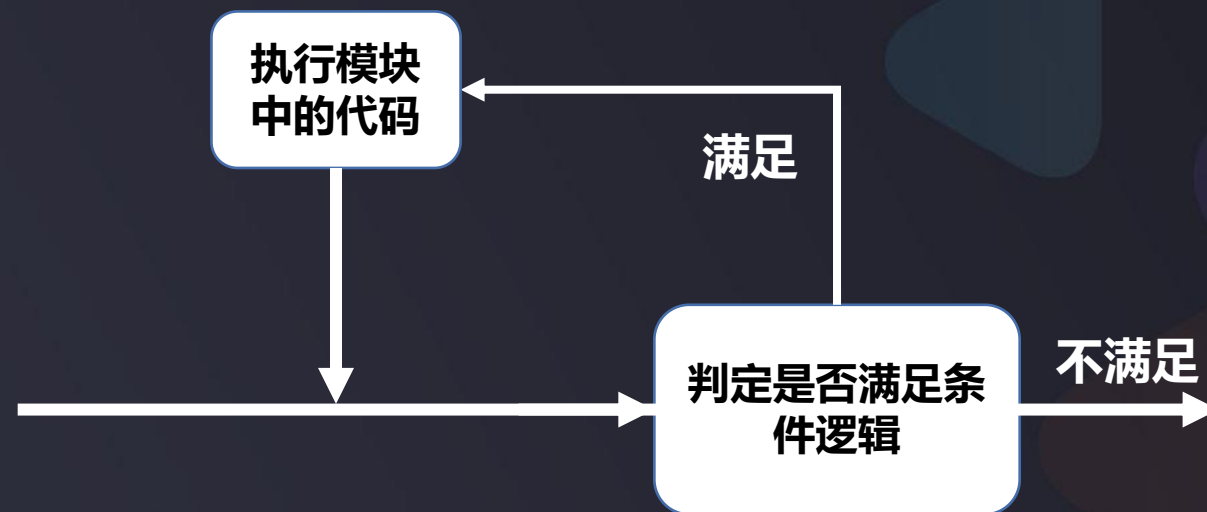 执行模块
中的代码
满足
不满足
判定是否满足条
件逻辑